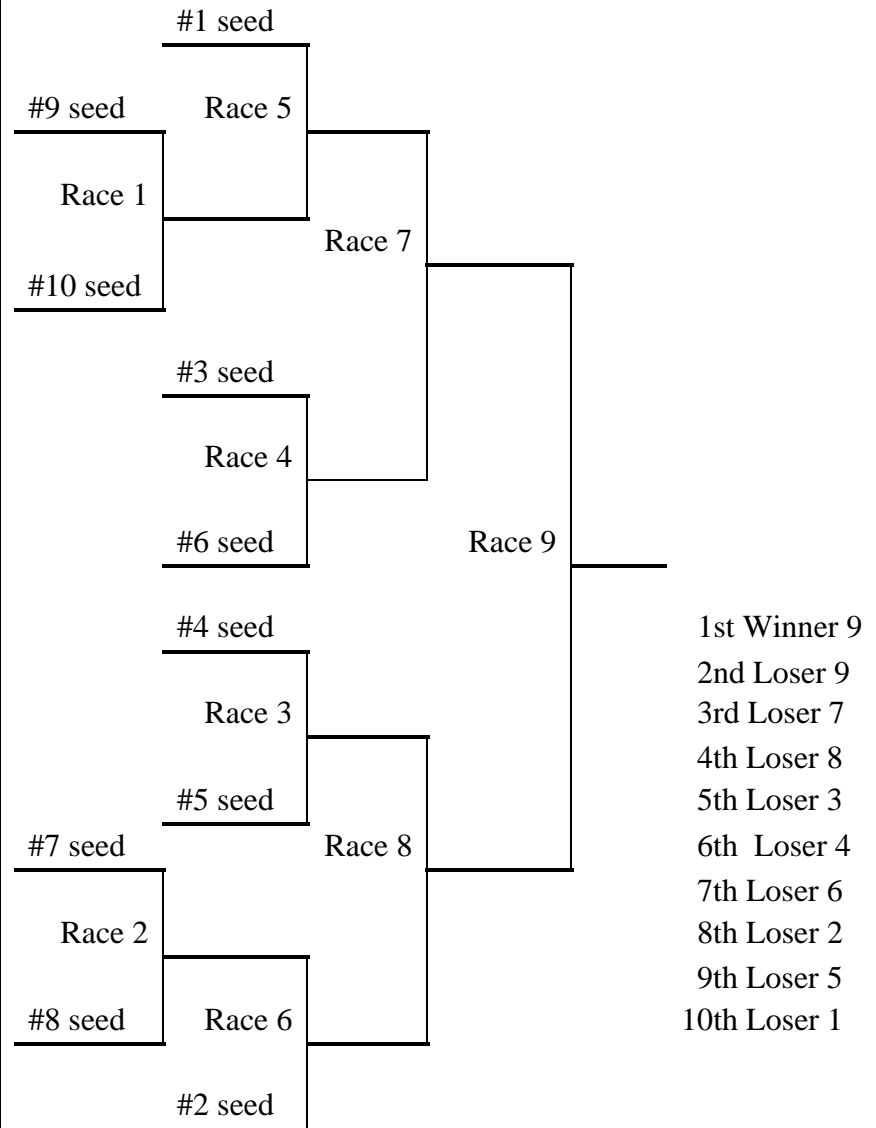 #1 seed
#9 seed
Race 5
Race 1
Race 7
#10 seed
#3 seed
Race 4
#6 seed
Race 9
#4 seed
1st Winner 9
2nd Loser 9
Race 3
3rd Loser 7
4th Loser 8
#5 seed
5th Loser 3
#7 seed
Race 8
6th  Loser 4
7th Loser 6
Race 2
8th Loser 2
9th Loser 5
#8 seed
Race 6
10th Loser 1
#2 seed